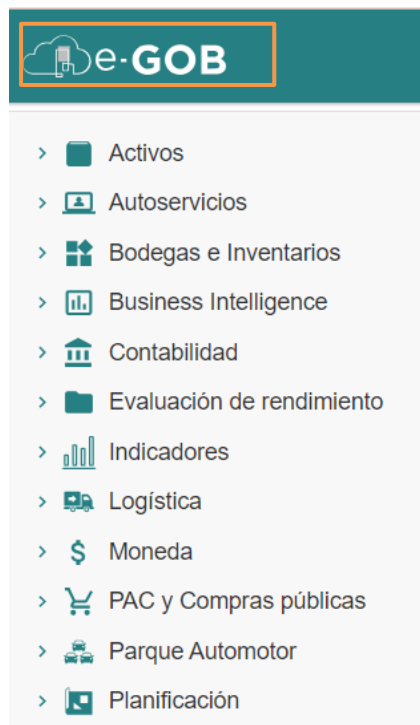 e-GOB
Activos
Autoservicios
Bodegas e Inventarios
Business Intelligence
Contabilidad
Evaluación de rendimiento
Indicadores
Logística
$ Moneda
PAC y Compras públicas
Parque Automotor
Planificación